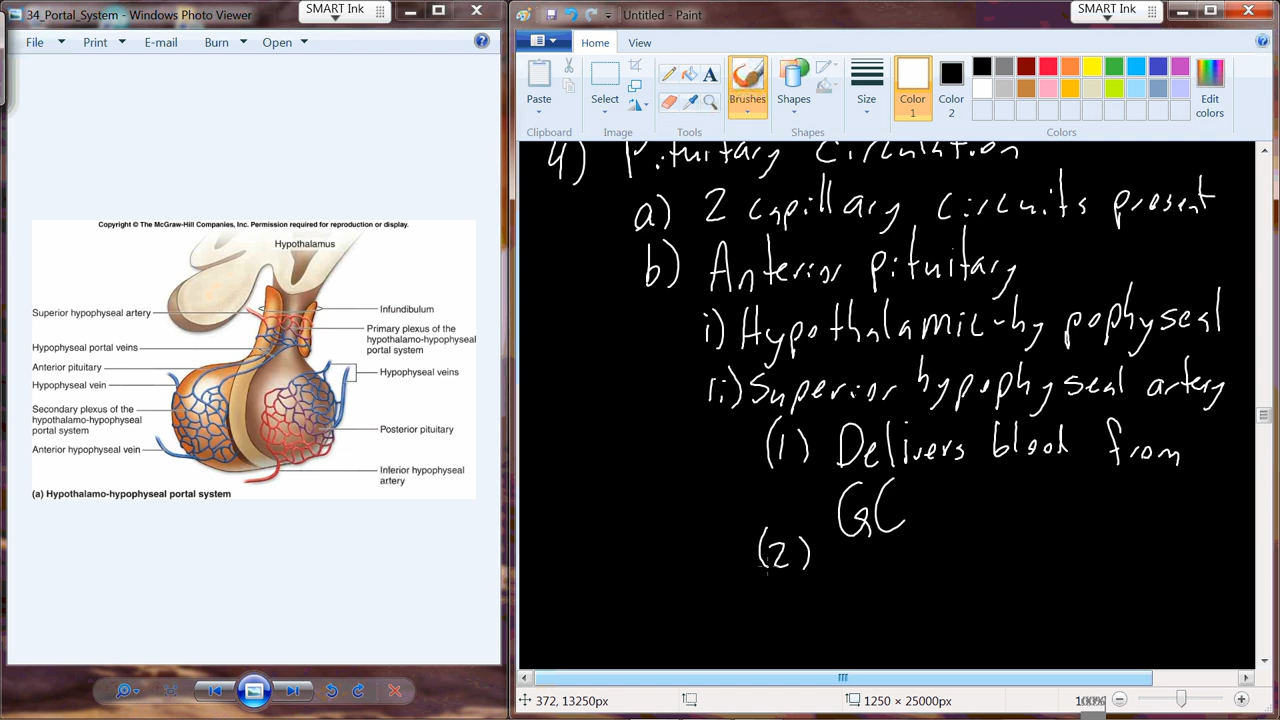 34_Portal_System - Windows Photo Viewer
SMART Ink
File Print E-mail Burn Open
Copyright © The McGraw-Hill Companies, Inc. Permission required for reproduction or display.
Hypothalamus
Superior hypophyseal artery
Hypophyseal portal veins
Anterior pituitary
Hypophyseal vein
Secondary plexus of the
hypothalamo-hypophyseal
portal system
Anterior hypophyseal vein
Infundibulum
Primary plexus of the
hypothalamo-hypophyseal
portal system
Hypophyseal veins
Posterior pituitary
Inferior hypophyseal
artery
(a) Hypothalamo-hypophyseal portal system
Untitled - Paint
SMART Ink
Home View
Paste
Select
Brushes
Shapes
Size
Color
1
Color
2
Edit
colors
Clipboard
Image
Tools
Shapes
Colors
4) Pituitary Circulation
a) 2 capillary circuits present
b) Anterior pituitary
i) Hypothalamic-hypophyseal
ii) Superior hypophyseal artery
(1) Delivers blood from
GC
(2)
372, 13250px
1250 × 25000px
100%